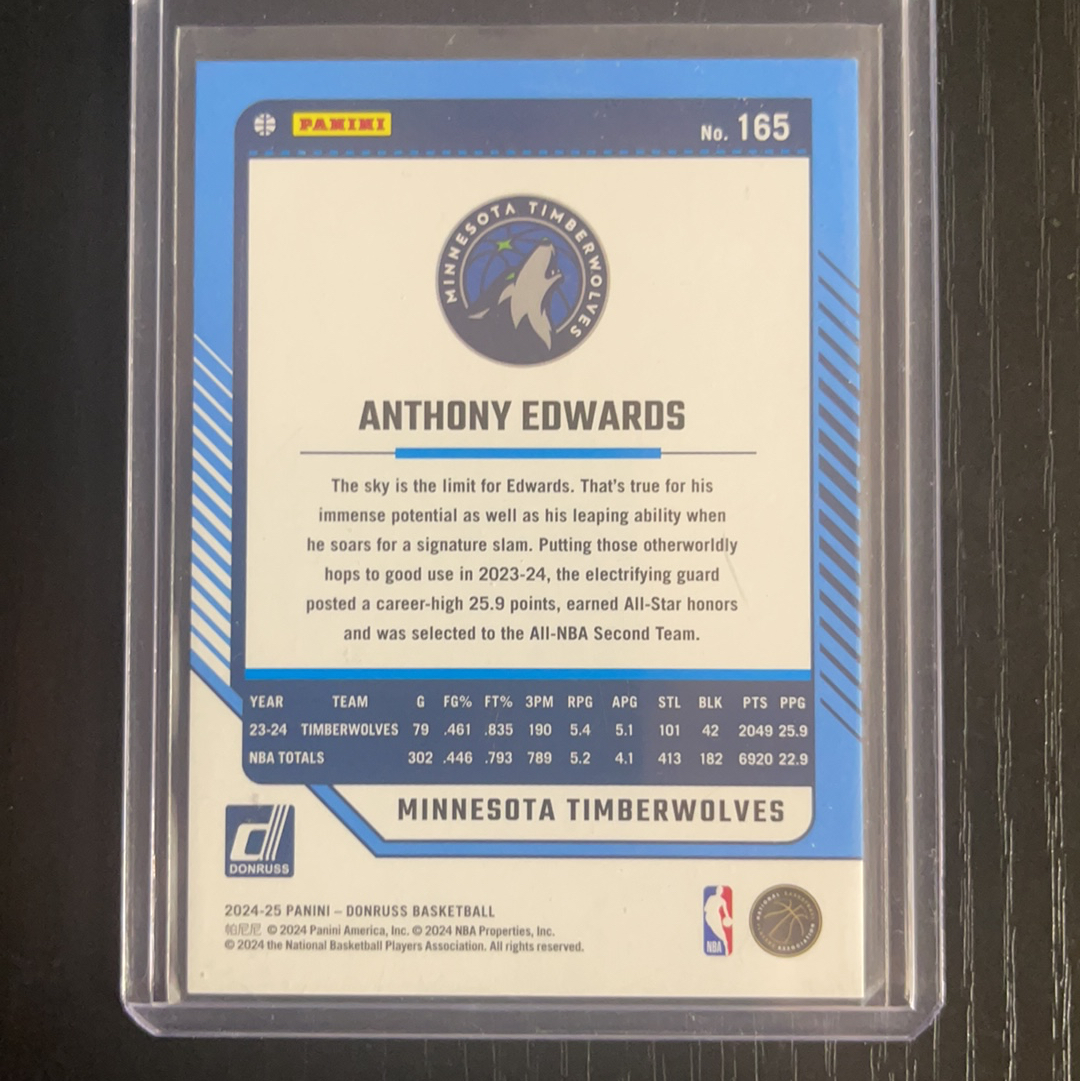 PANINI
No. 165
MINNESOTA TIMBERWOLVES
ANTHONY EDWARDS
The sky is the limit for Edwards. That's true for his
immense potential as well as his leaping ability when
he soars for a signature slam. Putting those otherworldly
hops to good use in 2023-24, the electrifying guard
posted a career-high 25.9 points, earned All-Star honors
and was selected to the All-NBA Second Team.
YEAR TEAM G FG% FT% 3PM RPG APG STL BLK PTS PPG
23-24 TIMBERWOLVES 79 .461 .835 190 5.4 5.1 101 42 2049 25.9
NBA TOTALS 302 .446 .793 789 5.2 4.1 413 182 6920 22.9
MINNESOTA TIMBERWOLVES
d
DONRUSS
2024-25 PANINI – DONRUSS BASKETBALL
帕尼尼 © 2024 Panini America, Inc. © 2024 NBA Properties, Inc.
© 2024 the National Basketball Players Association. All rights reserved.
NBA
NATIONAL BASKETBALL PLAYERS ASSOCIATION